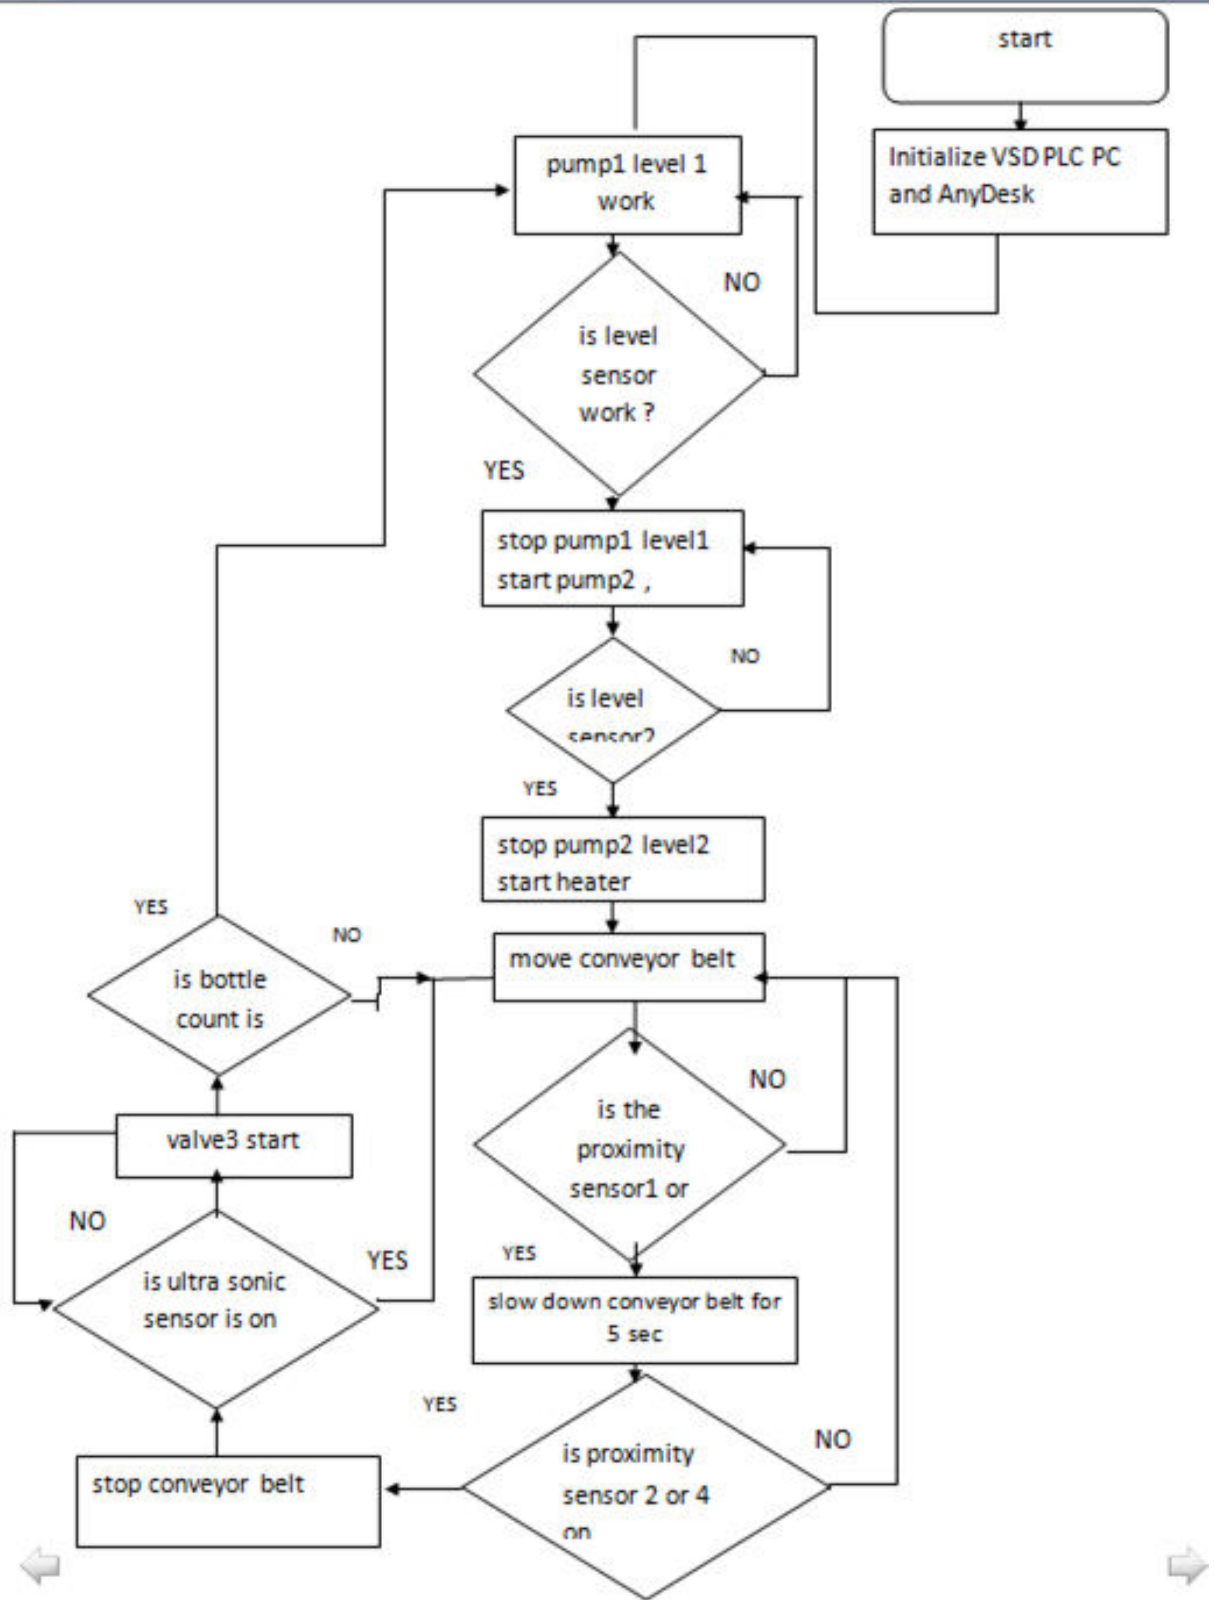 start
Initialize VSD PLC PC
and AnyDesk
pump1 level 1
work
NO
is level
sensor
work ?
YES
stop pump1 level1
start pump2 ,
NO
is level
sensor2
YES
stop pump2 level2
start heater
move conveyor belt
NO
is the
proximity
sensor1 or
YES
slow down conveyor belt for
5 sec
is proximity
sensor 2 or 4
on
NO
YES
stop conveyor belt
is ultra sonic
sensor is on
NO
YES
valve3 start
is bottle
count is
YES
NO